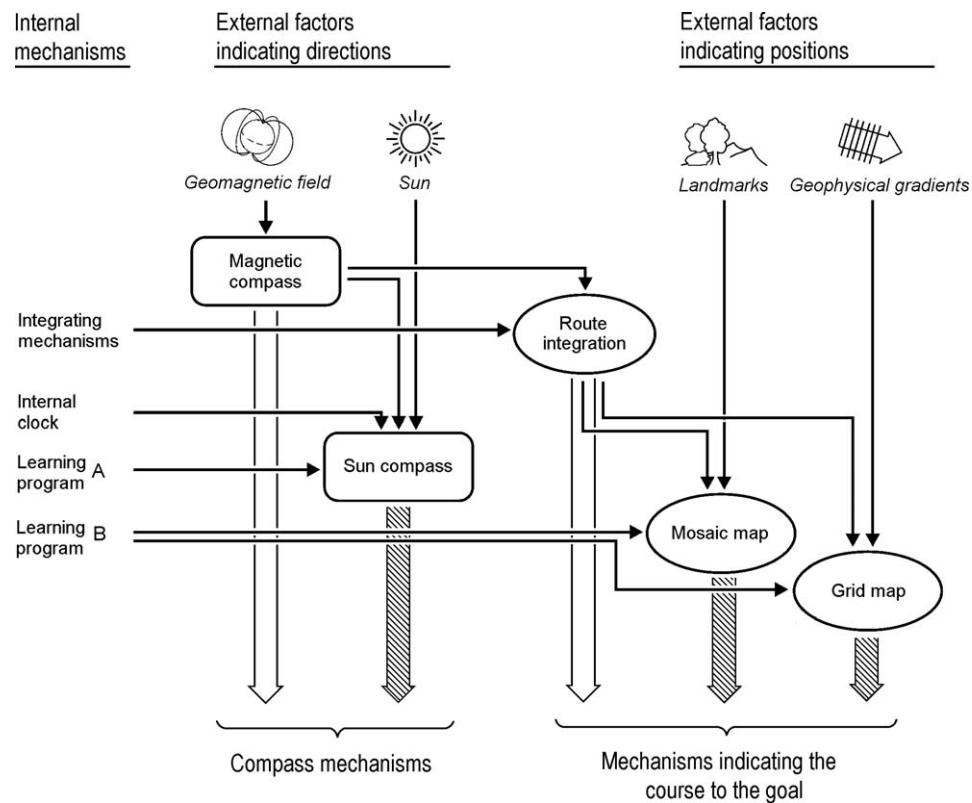 Internal
mechanisms
External factors
indicating directions
External factors
indicating positions
Geomagnetic field
Sun
Landmarks
Geophysical gradients
Magnetic
compass
Integrating
mechanisms
Route
integration
Internal
clock
Learning A
program
Sun compass
Learning B
program
Mosaic map
Grid map
Compass mechanisms
Mechanisms indicating the
course to the goal